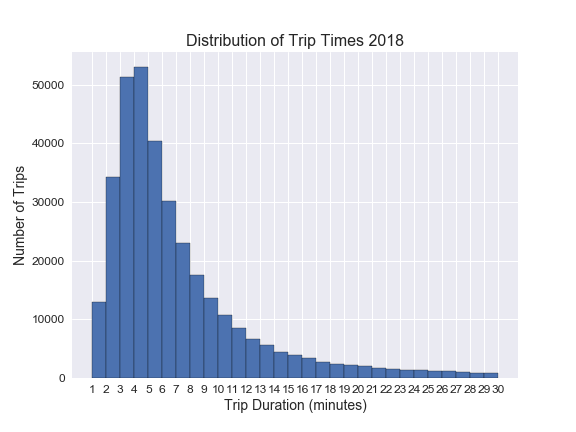 Distribution of Trip Times 2018
50000
40000
30000
20000
10000
0
Number of Trips
1 2 3 4 5 6 7 8 9 10 11 12 13 14 15 16 17 18 19 20 21 22 23 24 25 26 27 28 29 30
Trip Duration (minutes)